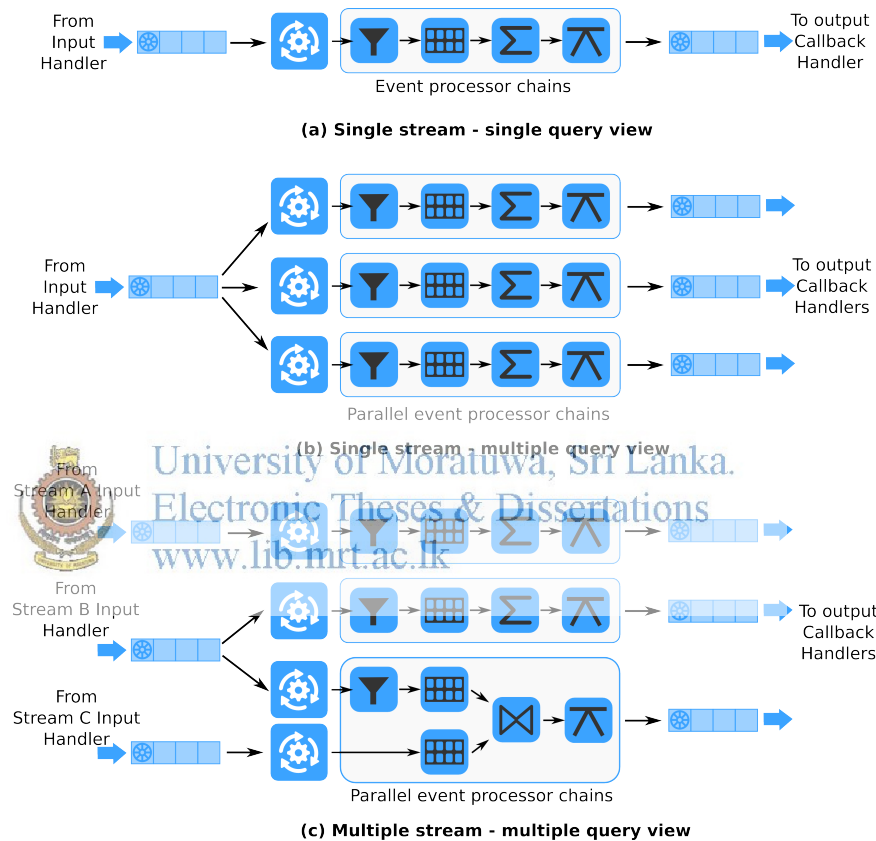 From
Input
Handler
To output
Callback
Handler
Event processor chains
(a) Single stream - single query view
From
Input
Handler
To output
Callback
Handlers
Parallel event processor chains
(b) Single stream - multiple query view
University of Moratuwa, Sri Lanka.
Electronic Theses & Dissertations
www.lib.mrt.ac.lk
From
Stream A Input
Handler
From
Stream B Input
Handler
To output
Callback
Handlers
From
Stream C Input
Handler
Parallel event processor chains
(c) Multiple stream - multiple query view